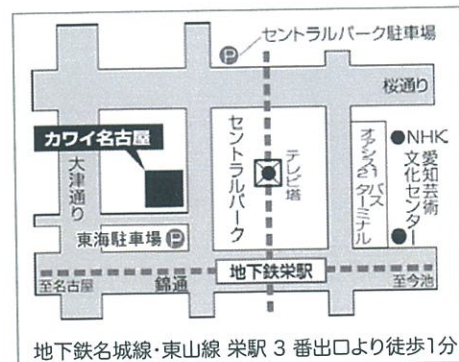 セントラルパーク駐車場
P
桜通り
カワイ名古屋
大津通り
セントラルパーク
テレビ塔
オアシス21
バスターミナル
NHK
愛知芸術
文化センター
東海駐車場 P
地下鉄栄駅
至名古屋
錦通
至今池
地下鉄名城線・東山線 栄駅 3 番出口より徒歩1分